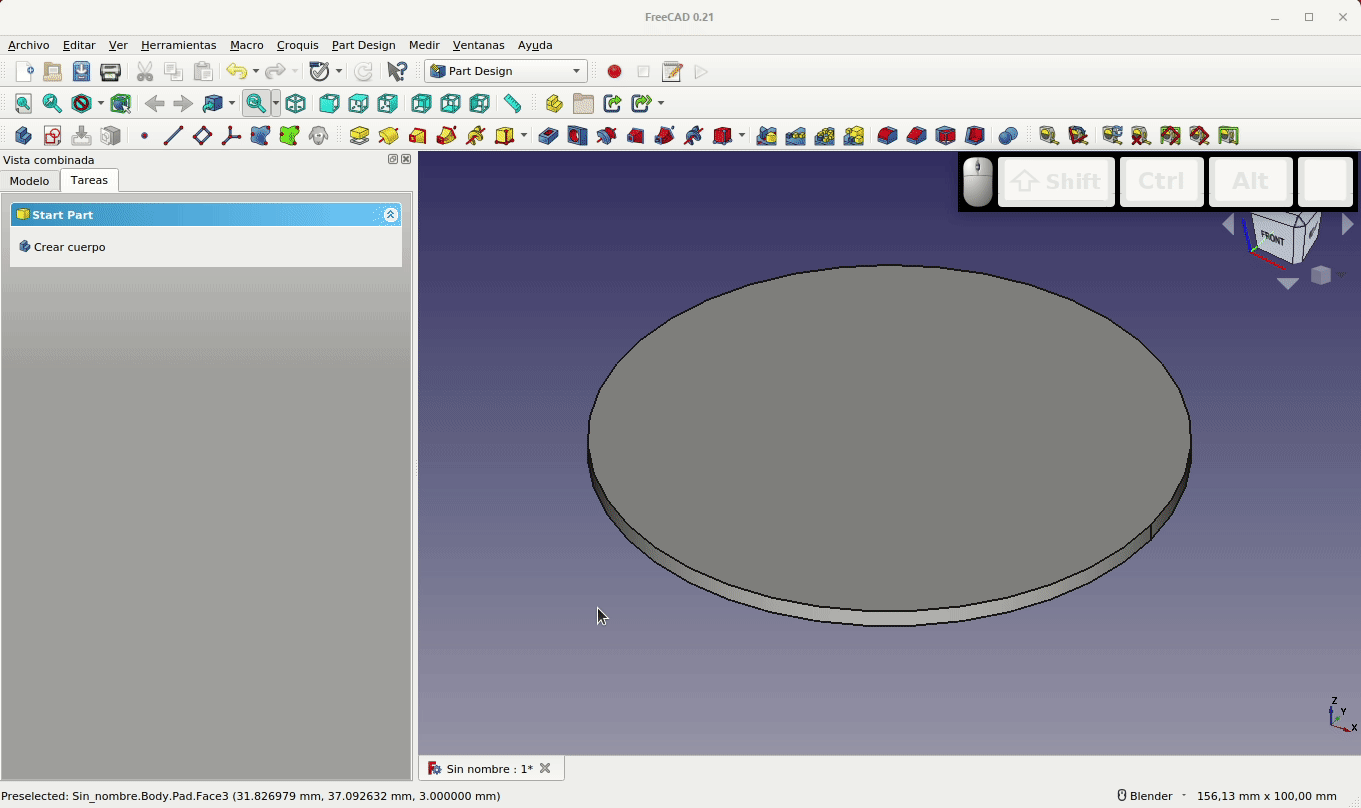 FreeCAD 0.21
Archivo Editar Ver Herramientas Macro Croquis Part Design Medir Ventanas Ayuda
Part Design
Vista combinada
Modelo Tareas
Start Part
Crear cuerpo
Shift Ctrl Alt
FRONT
Z
Y
X
Sin nombre : 1*
Preselected: Sin_nombre.Body.Pad.Face3 (31.826979 mm, 37.092632 mm, 3.000000 mm) Blender - 156,13 mm x 100,00 mm